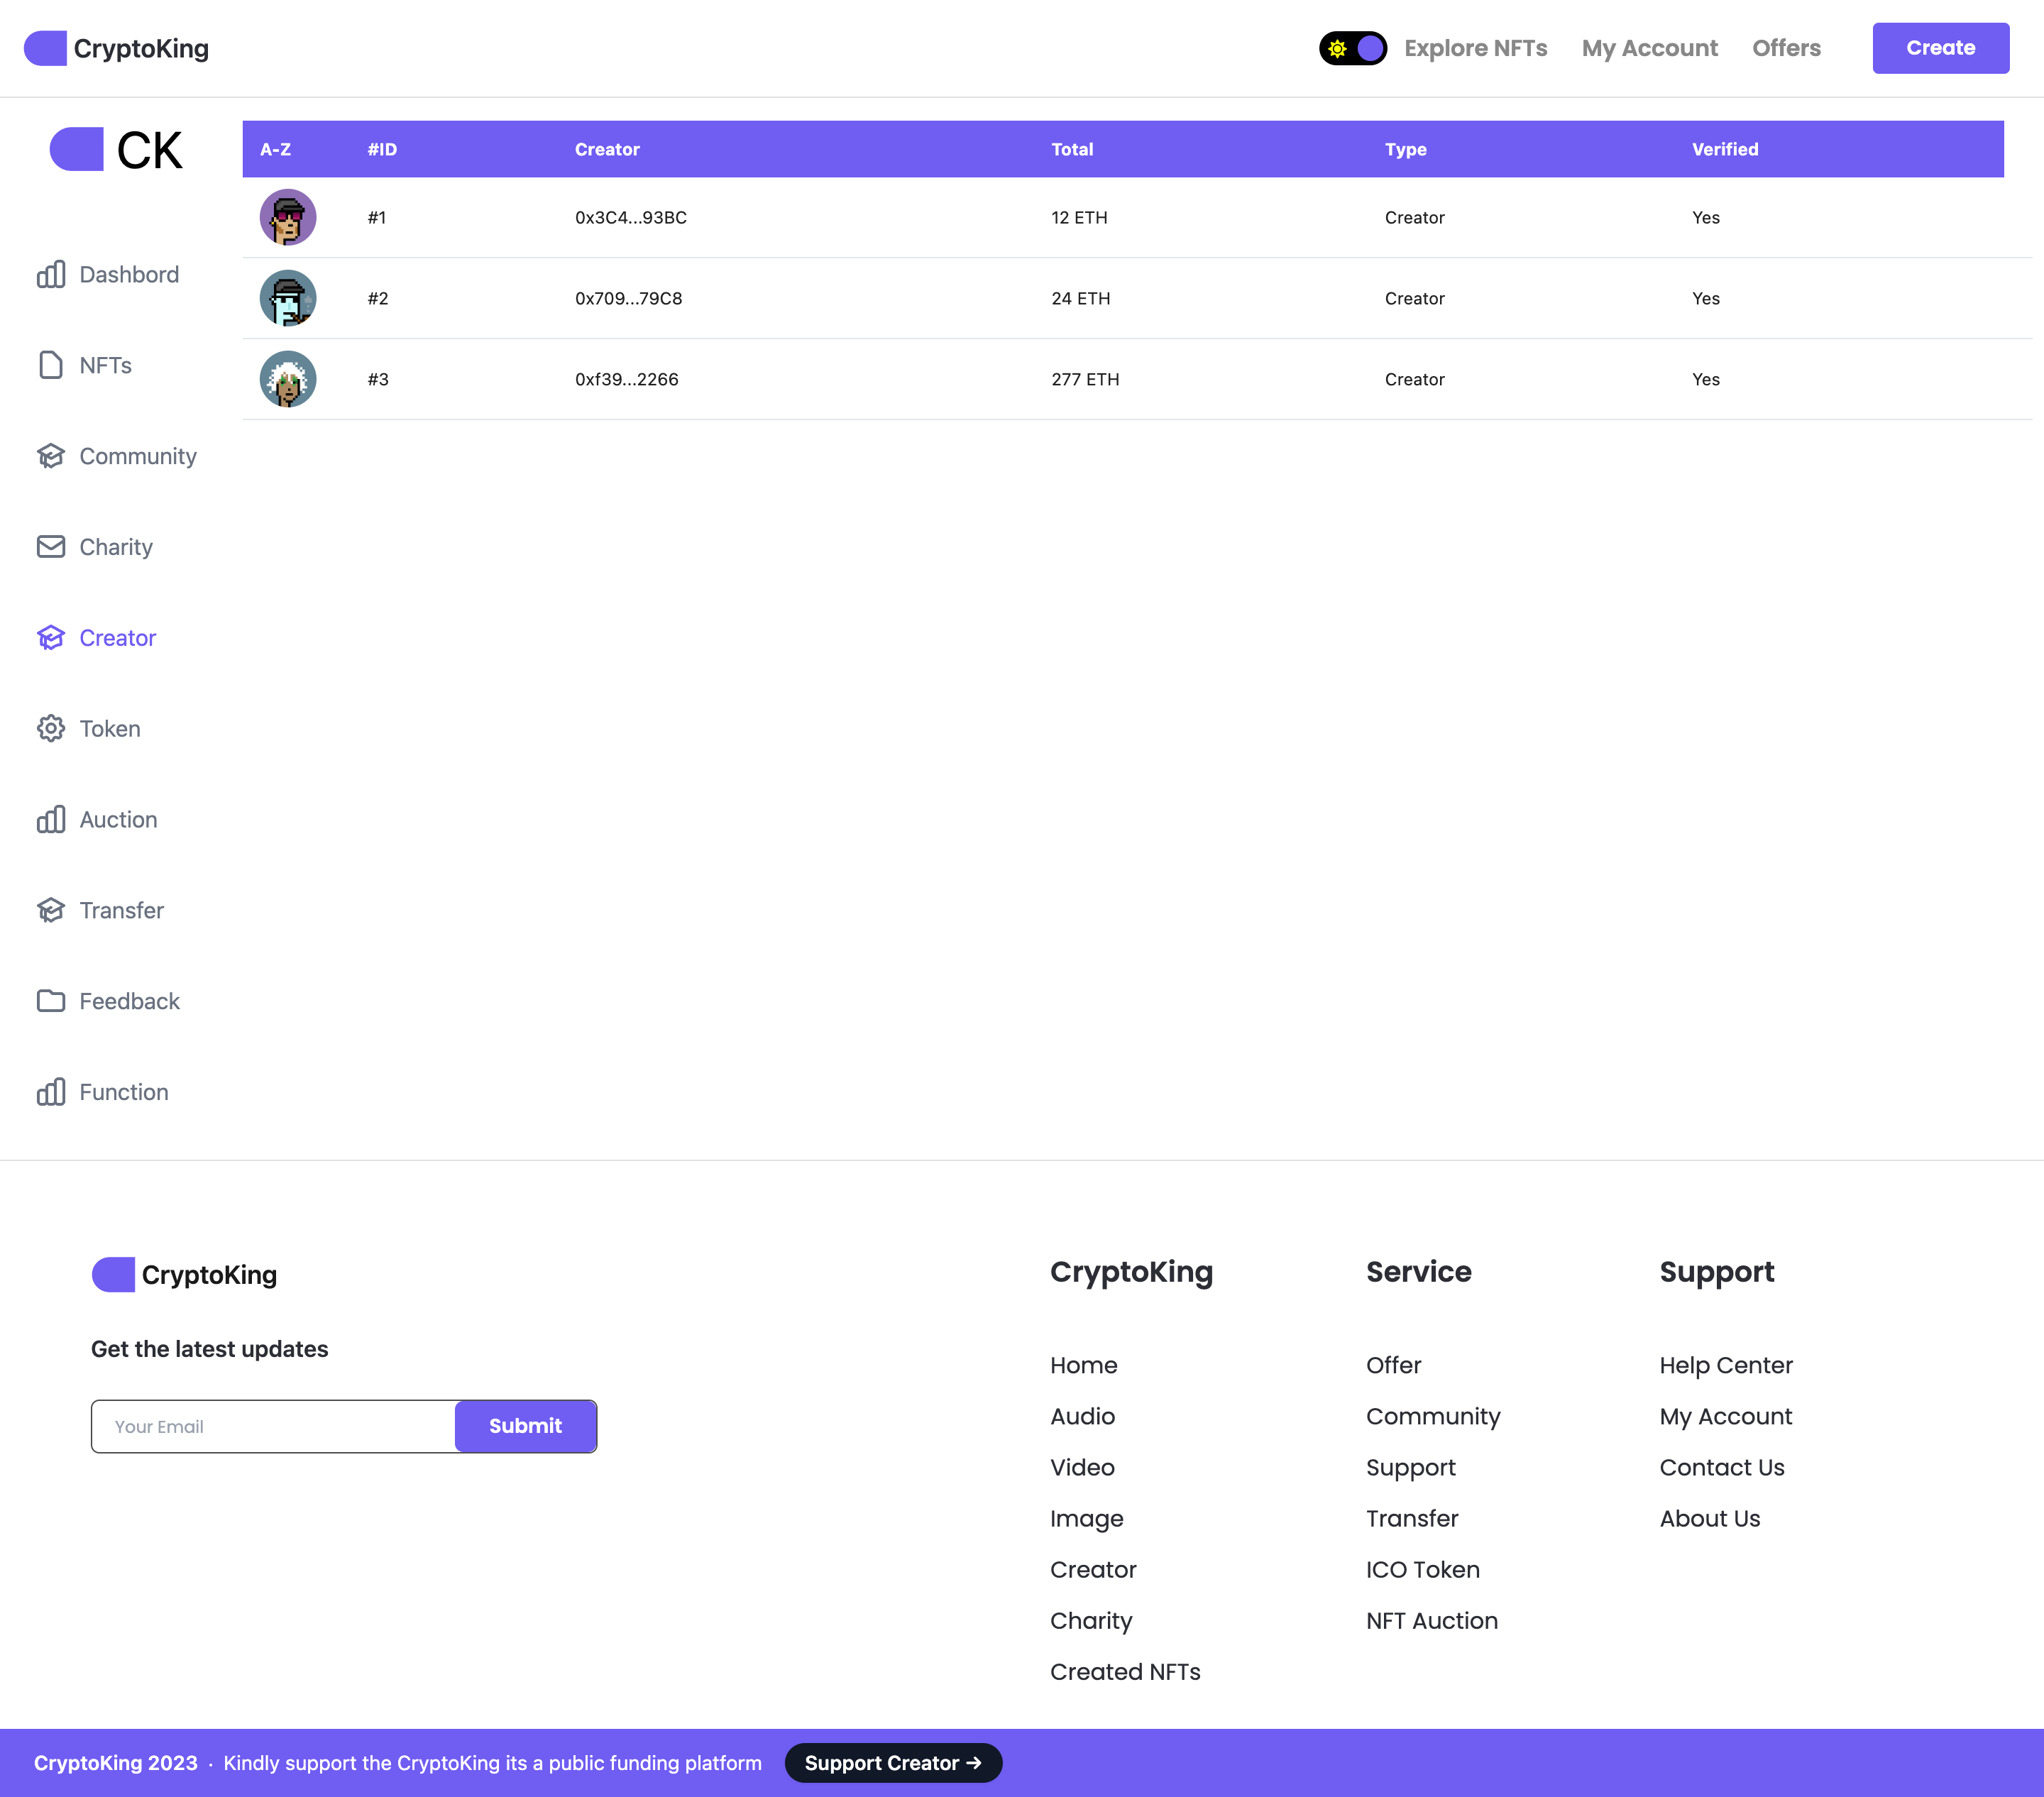 CryptoKing
Explore NFTs
My Account
Offers
Create
CK
A-Z #ID Creator Total Type Verified
#1 0x3C4...93BC 12 ETH Creator Yes
#2 0x709...79C8 24 ETH Creator Yes
#3 0xf39...2266 277 ETH Creator Yes
Dashbord
NFTs
Community
Charity
Creator
Token
Auction
Transfer
Feedback
Function
CryptoKing
Get the latest updates
Your Email
Submit
CryptoKing
Home
Audio
Video
Image
Creator
Charity
Created NFTs
Service
Offer
Community
Support
Transfer
ICO Token
NFT Auction
Support
Help Center
My Account
Contact Us
About Us
CryptoKing 2023 · Kindly support the CryptoKing its a public funding platform
Support Creator →